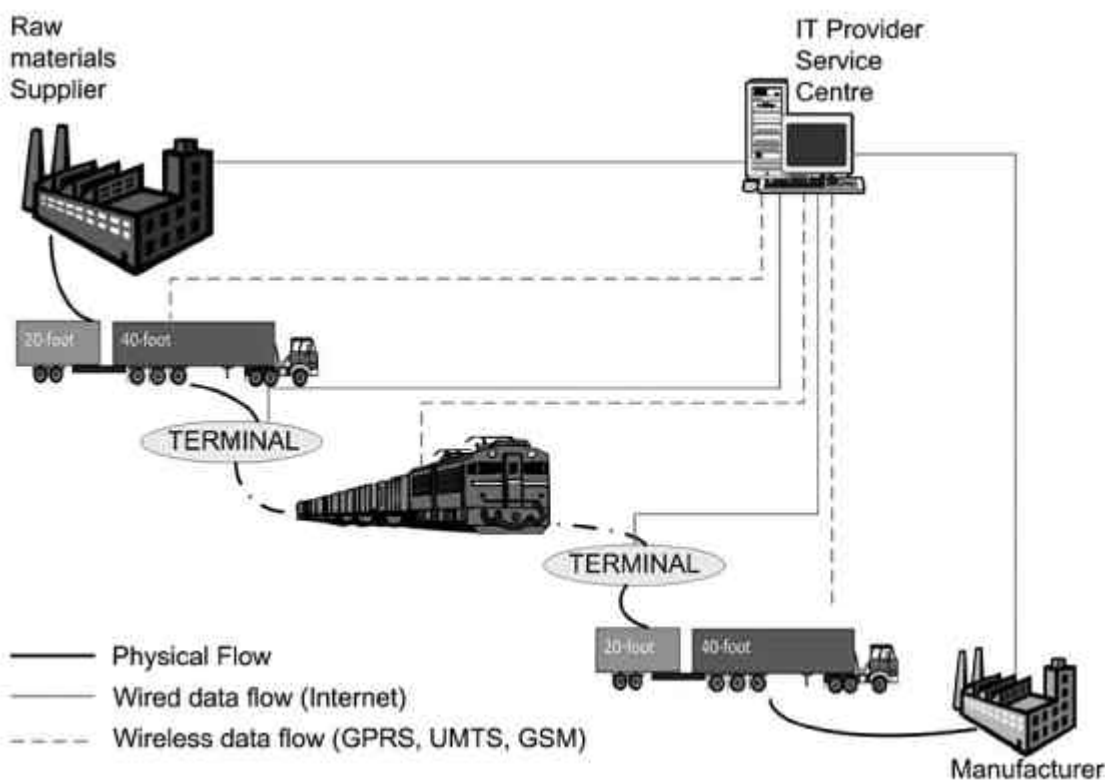 Raw
materials
Supplier
IT Provider
Service
Centre
20-foot
40-foot
TERMINAL
TERMINAL
20-foot
40-foot
Physical Flow
Wired data flow (Internet)
Wireless data flow (GPRS, UMTS, GSM)
Manufacturer